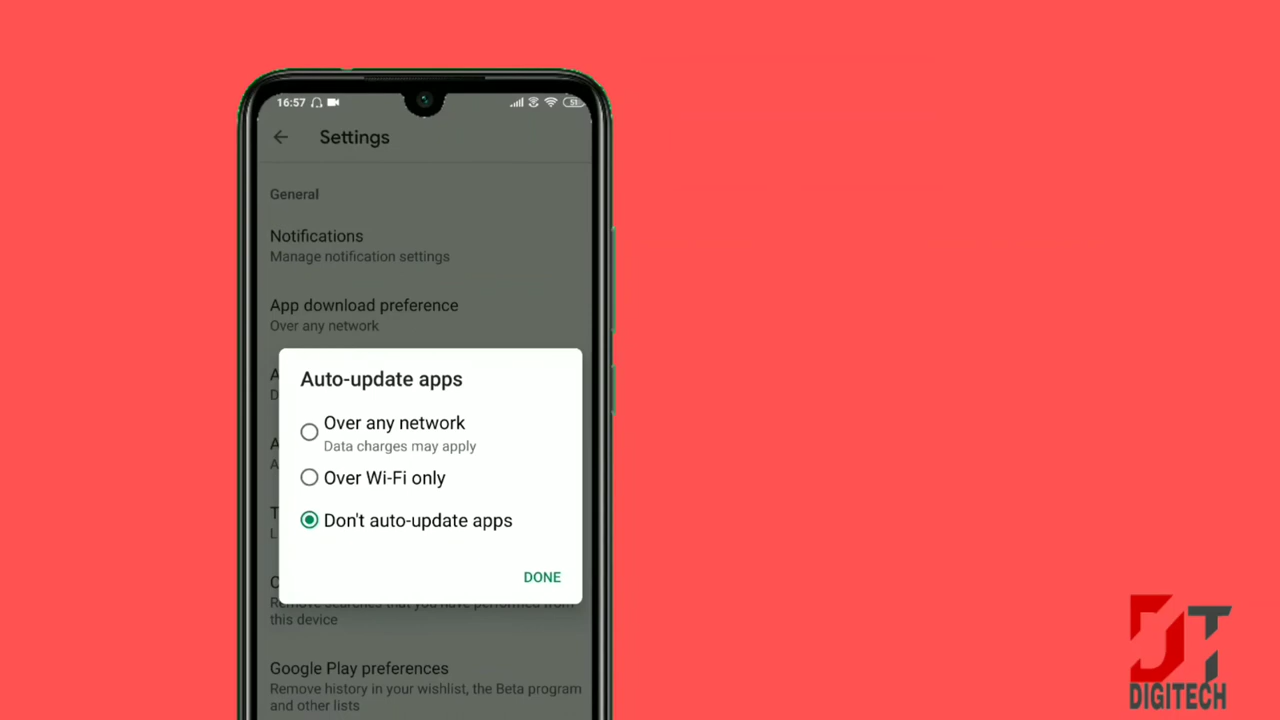 16:57
51
Settings
General
Notifications
Manage notification settings
App download preference
Over any network
Auto-update apps
Over any network
Data charges may apply
Over Wi-Fi only
Don't auto-update apps
DONE
Remove searches that you have performed from
this device
Google Play preferences
Remove history in your wishlist, the Beta program
and other lists
DT
DIGITECH